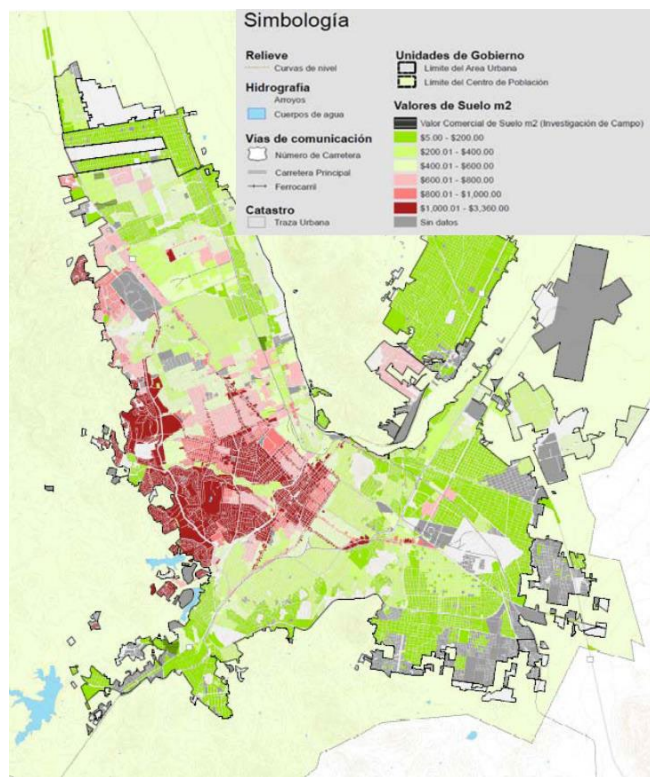 Simbología
Relieve
Curvas de nivel
Hidrografía
Arroyos
Cuerpos de agua
Vías de comunicación
Número de Carretera
Carretera Principal
Ferrocarril
Catastro
Traza Urbana
Unidades de Gobierno
Límite del Area Urbana
Límite del Centro de Población
Valores de Suelo m2
Valor Comercial de Suelo m2 (Investigación de Campo)
$5.00 - $200.00
$200.01 - $400.00
$400.01 - $600.00
$600.01 - $800.00
$800.01 - $1,000.00
$1,000.01 - $3,360.00
Sin datos